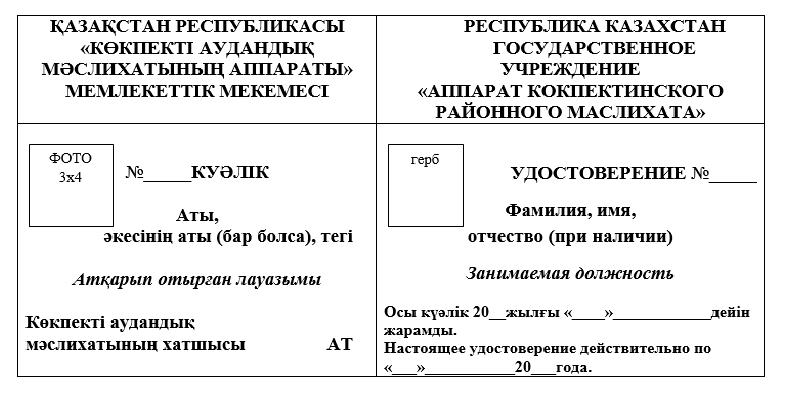 ҚАЗАҚСТАН РЕСПУБЛИКАСЫ
«КӨКПЕКТІ АУДАНДЫҚ
МӘСЛИХАТЫНЫҢ АППАРАТЫ»
МЕМЛЕКЕТТІК МЕКЕМЕСІ
ФОТО
3х4
№_____КУӘЛІК
Аты,
әкесінің аты (бар болса), тегі
Атқарып отырған лауазымы
Көкпекті аудандық
мәслихатының хатшысы АТ
РЕСПУБЛИКА КАЗАХСТАН
ГОСУДАРСТВЕННОЕ
УЧРЕЖДЕНИЕ
«АППАРАТ КОКПЕКТИНСКОГО
РАЙОННОГО МАСЛИХАТА»
герб
УДОСТОВЕРЕНИЕ №_____
Фамилия, имя,
отчество (при наличии)
Занимаемая должность
Осы куәлік 20__жылғы «____»____________дейін
жарамды.
Настоящее удостоверение действительно по
«___»___________20___года.